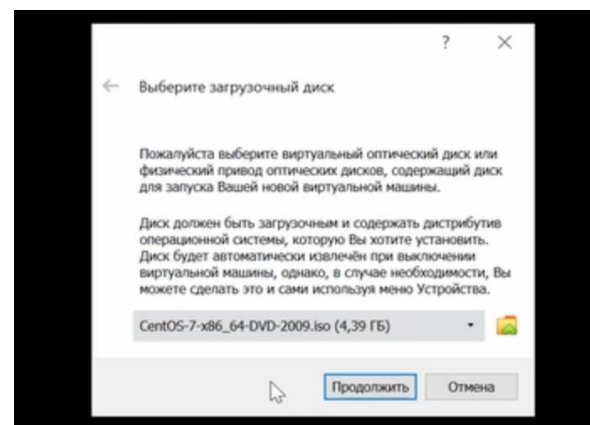 ?
Выберите загрузочный диск
Пожалуйста выберите виртуальный оптический диск или
физический привод оптических дисков, содержащий диск
для запуска Вашей новой виртуальной машины.
Диск должен быть загрузочным и содержать дистрибутив
операционной системы, которую Вы хотите установить.
Диск будет автоматически извлечён при выключении
виртуальной машины, однако, в случае необходимости, Вы
можете сделать это и сами используя меню Устройства.
CentOS-7-x86_64-DVD-2009.iso (4,39 ГБ)
Продолжить Отмена